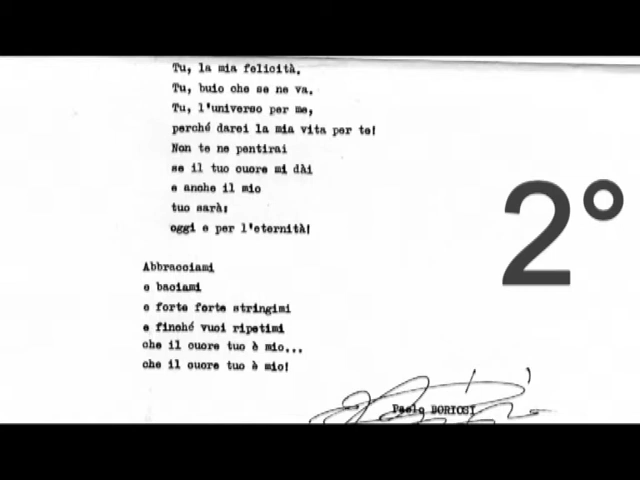 Tu, la mia felicità.
Tu, buio che se ne va.
Tu, l'universo per me,
perché darei la mia vita per te!
Non te ne pentirai
se il tuo cuore mi dài
e anche il mio
tuo sarà:
oggi e per l'eternità!
2°
Abbracciami
e baciami
e forte forte stringimi
e finché vuoi ripetimi
che il cuore tuo è mio...
che il cuore tuo è mio!
Paolo DORIOSI